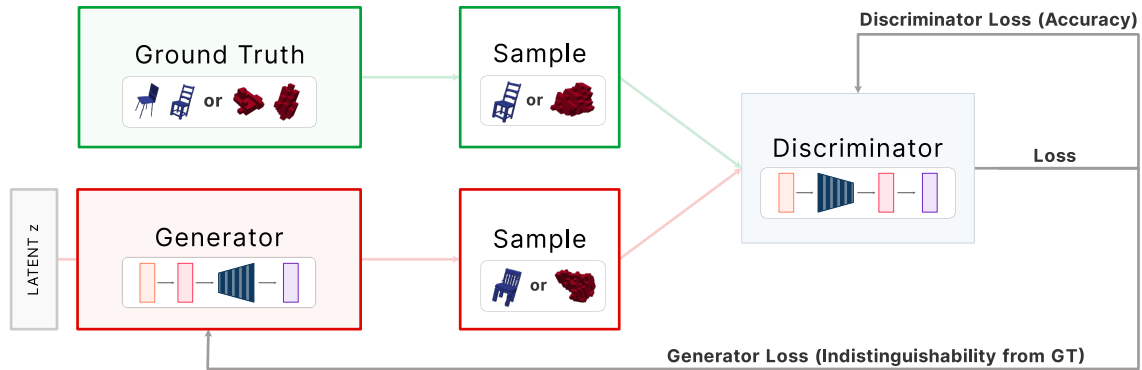 Discriminator Loss (Accuracy)
Ground Truth
or
Sample
or
Discriminator
Loss
LATENT z
Generator
Sample
or
Generator Loss (Indistinguishability from GT)